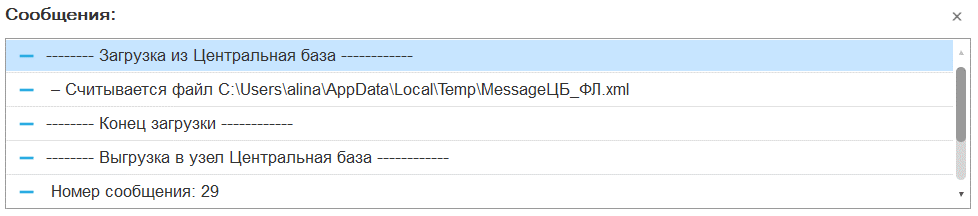 Сообщения:
-------- Загрузка из Центральная база ------------
– Считывается файл C:\Users\alina\AppData\Local\Temp\MessageЦБ_ФЛ.xml
-------- Конец загрузки ------------
-------- Выгрузка в узел Центральная база ------------
Номер сообщения: 29